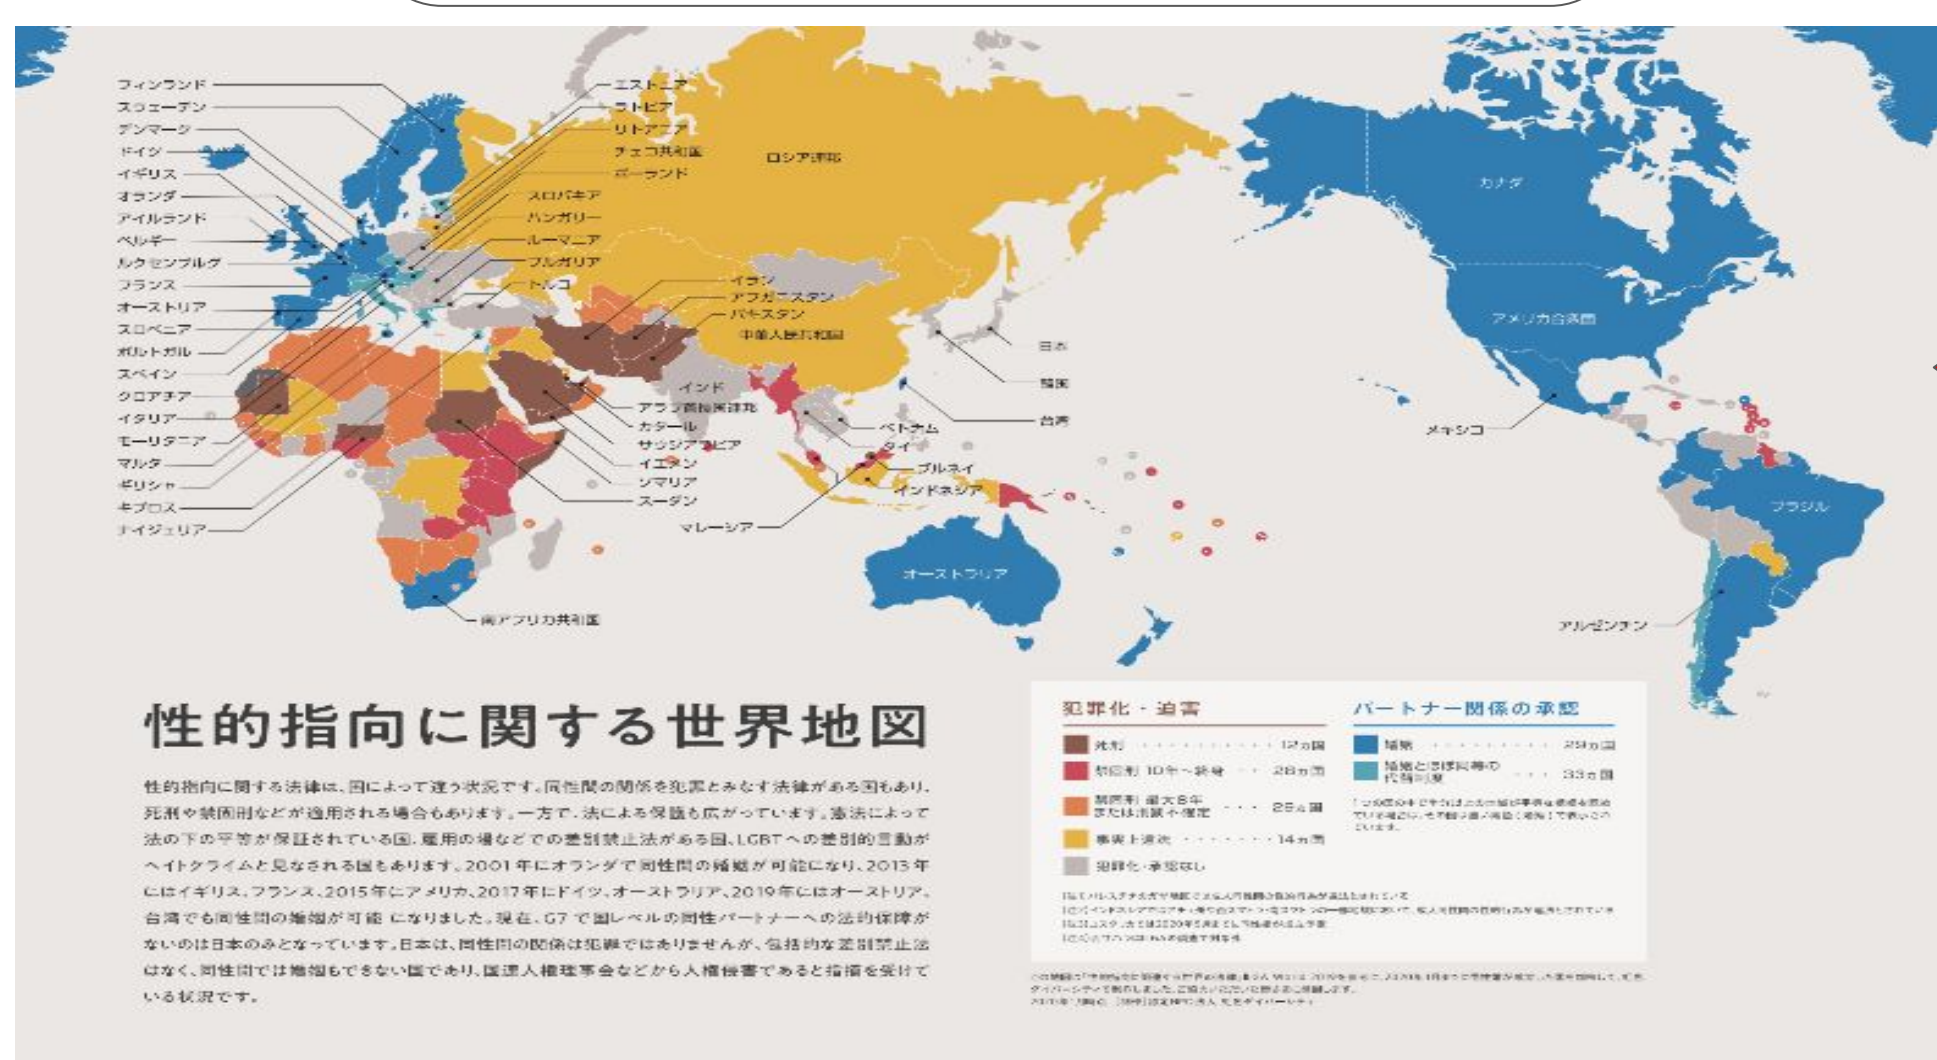 フィンランド
スウェーデン
デンマーク
ドイツ
イギリス
オランダ
アイルランド
ベルギー
ルクセンブルグ
フランス
オーストリア
スロベニア
ポルトガル
スペイン
クロアチア
イタリア
モーリタニア
マルタ
ギリシャ
キプロス
ナイジェリア
エストニア
ラトビア
リトアニア
チェコ共和国
ポーランド
スロバキア
ハンガリー
ルーマニア
ブルガリア
トルコ
イラン
アフガニスタン
パキスタン
ロシア連邦
中華人民共和国
インド
アラブ首長国連邦
カタール
サウジアラビア
イエメン
ソマリア
スーダン
マレーシア
ベトナム
タイ
ブルネイ
インドネシア
日本
韓国
台湾
オーストラリア
南アフリカ共和国
カナダ
アメリカ合衆国
メキシコ
ブラジル
アルゼンチン
性的指向に関する世界地図
性的指向に関する法律は、国によって違う状況です。同性間の関係を犯罪とみなす法律がある国もあり、
死刑や禁固刑などが適用される場合もあります。一方で、法による保護も広がっています。憲法によって
法の下の平等が保証されている国、雇用の場などでの差別禁止法がある国、LGBTへの差別的言動が
ヘイトクライムと見なされる国もあります。2001年にオランダで同性間の婚姻が可能になり、2013年
にはイギリス、フランス、2015年にアメリカ、2017年にドイツ、オーストラリア、2019年にはオーストリア、
台湾でも同性間の婚姻が可能 になりました。現在、G7で国レベルの同性パートナーへの法的保障が
ないのは日本のみとなっています。日本は、同性間の関係は犯罪ではありませんが、包括的な差別禁止法
はなく、同性間では婚姻もできない国であり、国連人権理事会などから人権侵害であると指摘を受けて
いる状況です。
犯罪化・迫害
死刑 ・・・・・・・・・・・ 12ヵ国
禁固刑 10年〜終身 ・・ 28ヵ国
禁固刑 最大8年
または期間不確定 ・・・ ヵ国
事実上違法 ・・・・・・・ 14ヵ国
犯罪化・承認なし
パートナー関係の承認
婚姻 ・・・・・・・・・ 29ヵ国
婚姻とほぼ同等の
代替制度 ・・・ 33ヵ国